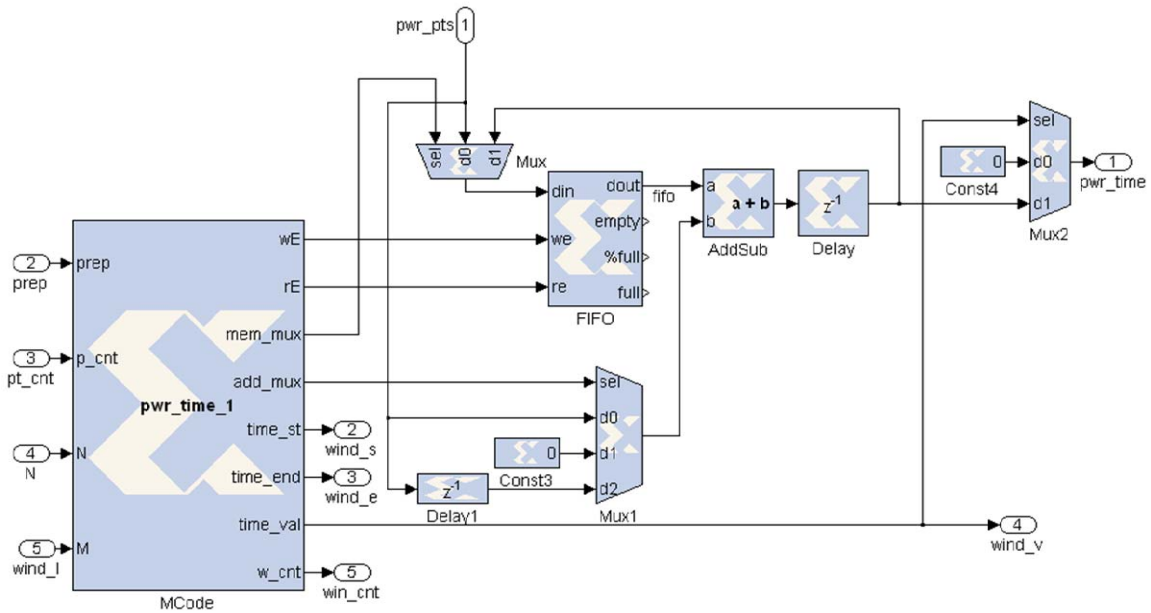 pwr_pts
1
sel
d0
d1
Mux
sel
d0
d1
Mux2
0
Const4
1
pwr_time
din
we
re
dout
empty
%full
full
FIFO
fifo
a
b
a + b
AddSub
z-1
Delay
2
prep
3
pt_cnt
4
N
5
wind_l
prep
p_cnt
N
M
pwr_time_1
wE
rE
mem_mux
add_mux
time_st
time_end
time_val
w_cnt
MCode
2
wind_s
3
wind_e
4
wind_v
5
win_cnt
sel
d0
d1
d2
Mux1
0
Const3
z-1
Delay1